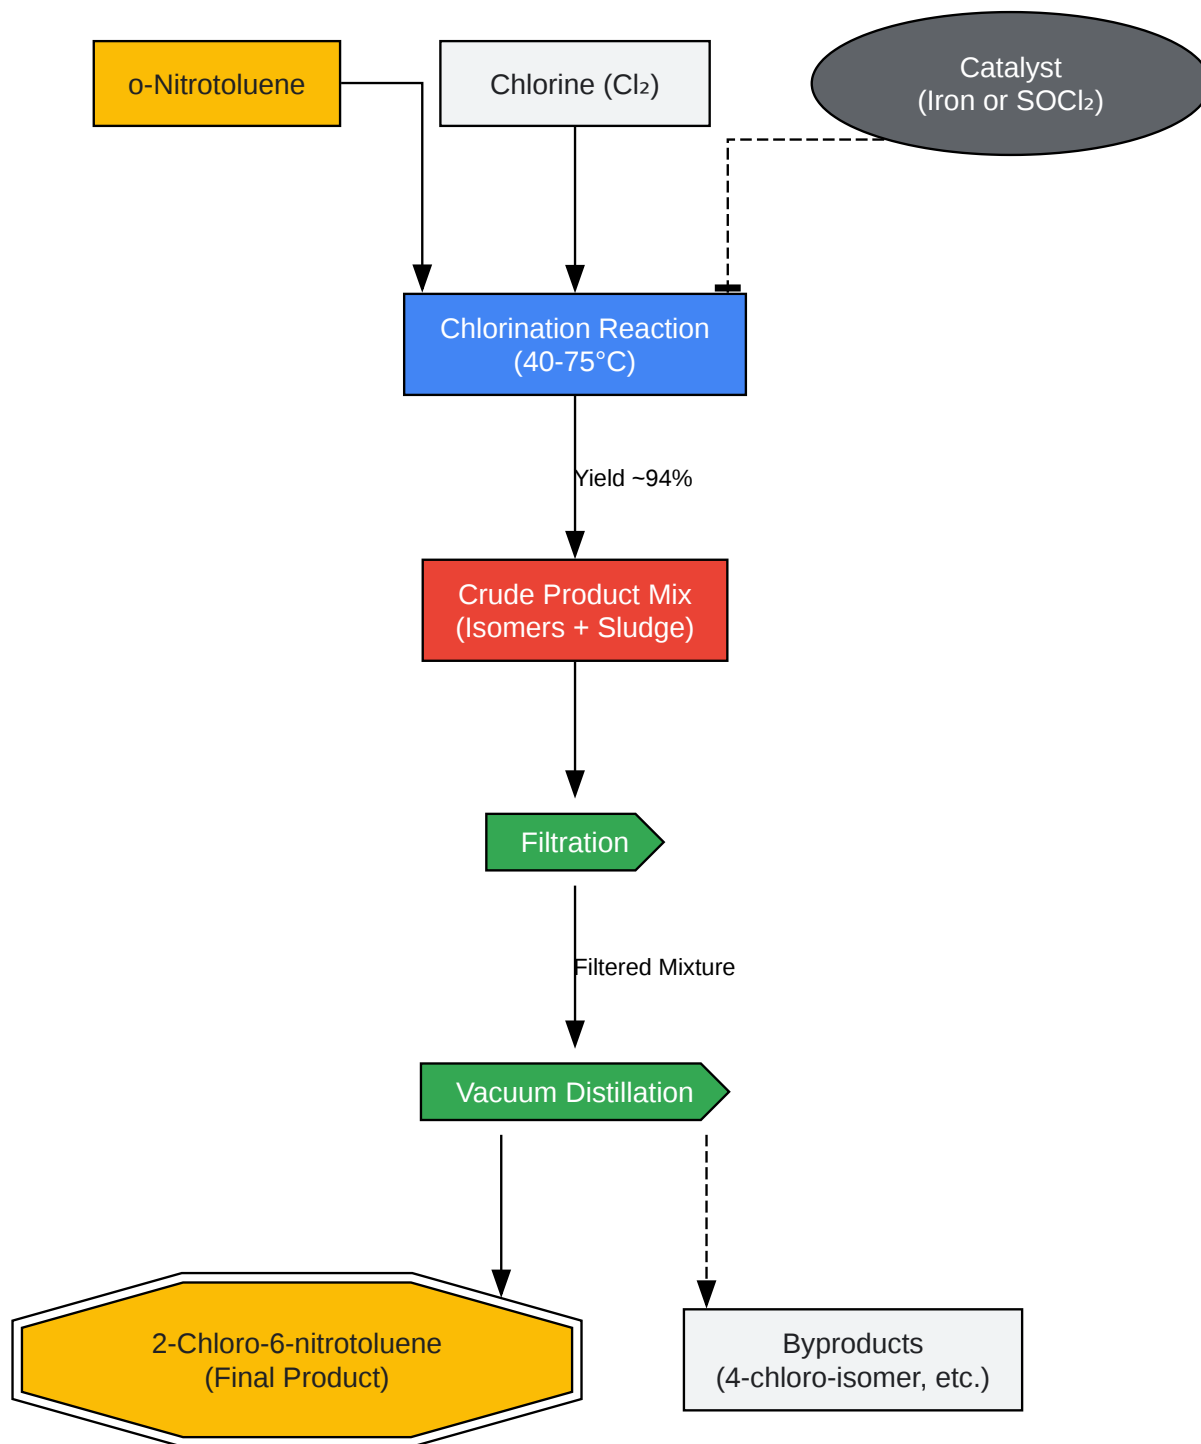 o-Nitrotoluene
Chlorine (Cl₂)
Catalyst
(Iron or SOCl₂)
Chlorination Reaction
(40-75°C)
Yield ~94%
Crude Product Mix
(Isomers + Sludge)
Filtration
Filtered Mixture
Vacuum Distillation
2-Chloro-6-nitrotoluene
(Final Product)
Byproducts
(4-chloro-isomer, etc.)